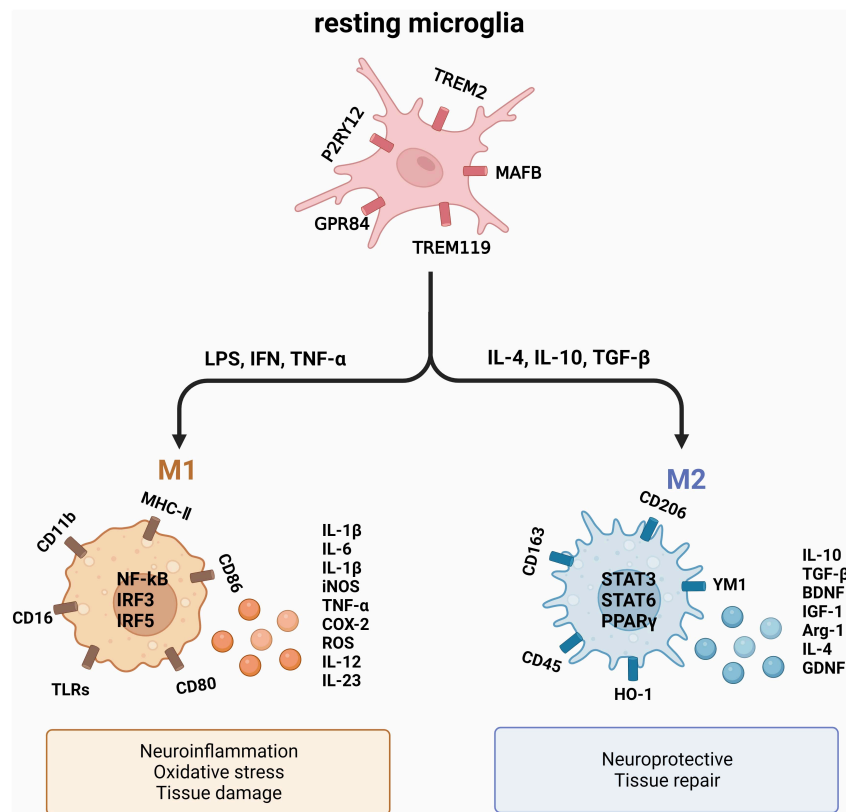 resting microglia
TREM2
P2RY12
MAFB
GPR84
TREM119
LPS, IFN, TNF-α
IL-4, IL-10, TGF-β
M1
MHC-II
CD11b
CD86
CD16
NF-kB
IRF3
IRF5
TLRs
CD80
IL-1β
IL-6
IL-1β
iNOS
TNF-α
COX-2
ROS
IL-12
IL-23
Neuroinflammation
Oxidative stress
Tissue damage
M2
CD206
CD163
YM1
STAT3
STAT6
PPARγ
CD45
HO-1
IL-10
TGF-β
BDNF
IGF-1
Arg-1
IL-4
GDNF
Neuroprotective
Tissue repair